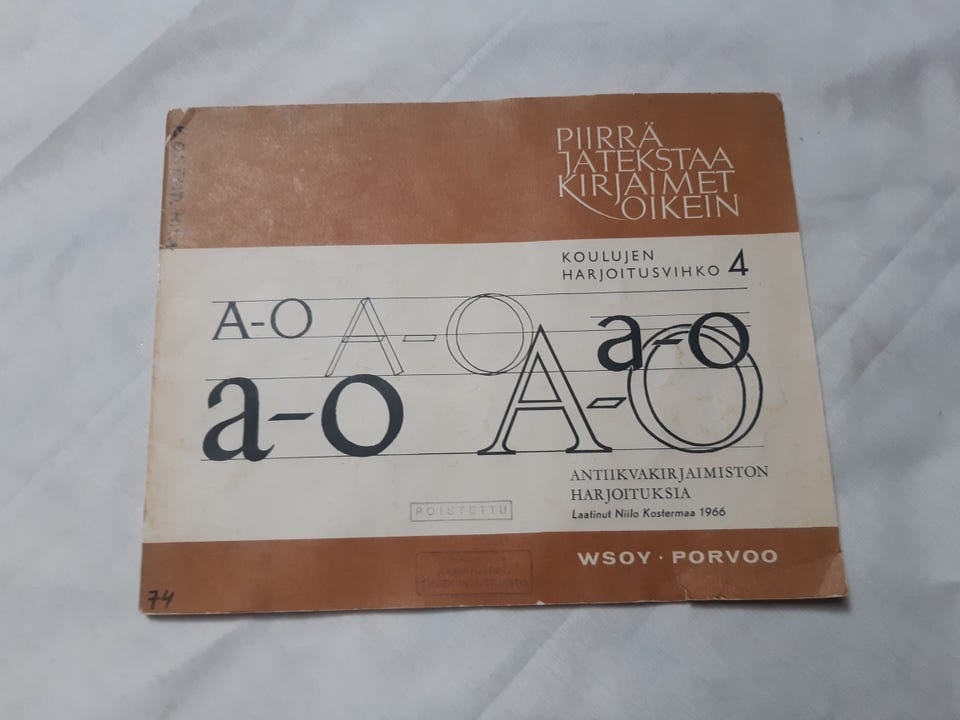 PIIRRÄ
JA TEKSTAA
KIRJAIMET
OIKEIN
KOULUJEN
HARJOITUSVIHKO 4
A-O A-O a-o
a-o A-O
ANTIIKVAKIRJAIMISTON
HARJOITUKSIA
Laatinut Niilo Kostermaa 1966
POISTETTU
WSOY · PORVOO
74